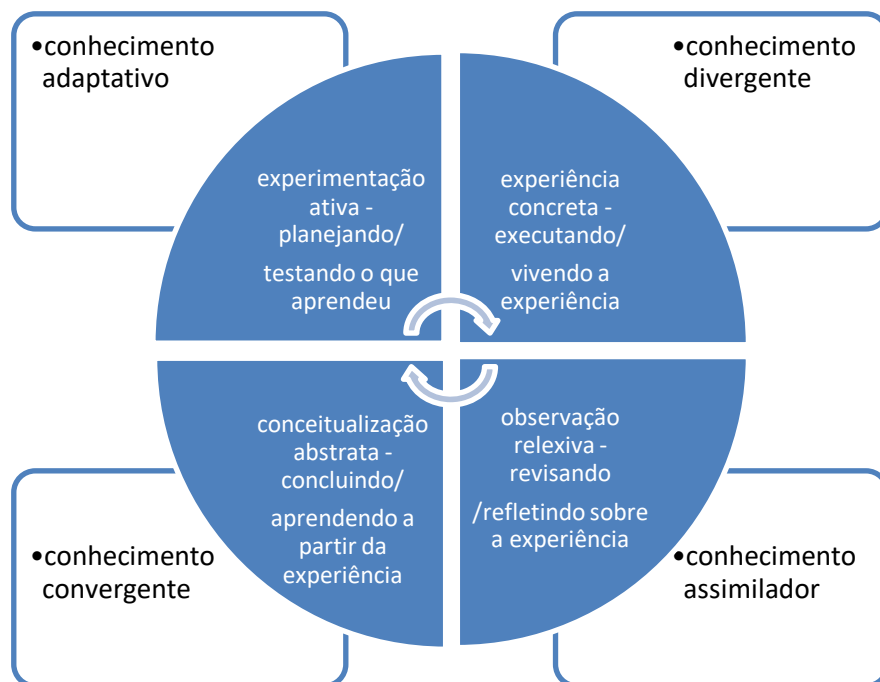 •conhecimento
adaptativo
•conhecimento
divergente
experimentação
ativa -
planejando/
testando o que
aprendeu
experiência
concreta -
executando/
vivendo a
experiência
conceitualização
abstrata -
concluindo/
aprendendo a
partir da
experiência
observação
relexiva -
revisando
/refletindo sobre
a experiência
•conhecimento
convergente
•conhecimento
assimilador